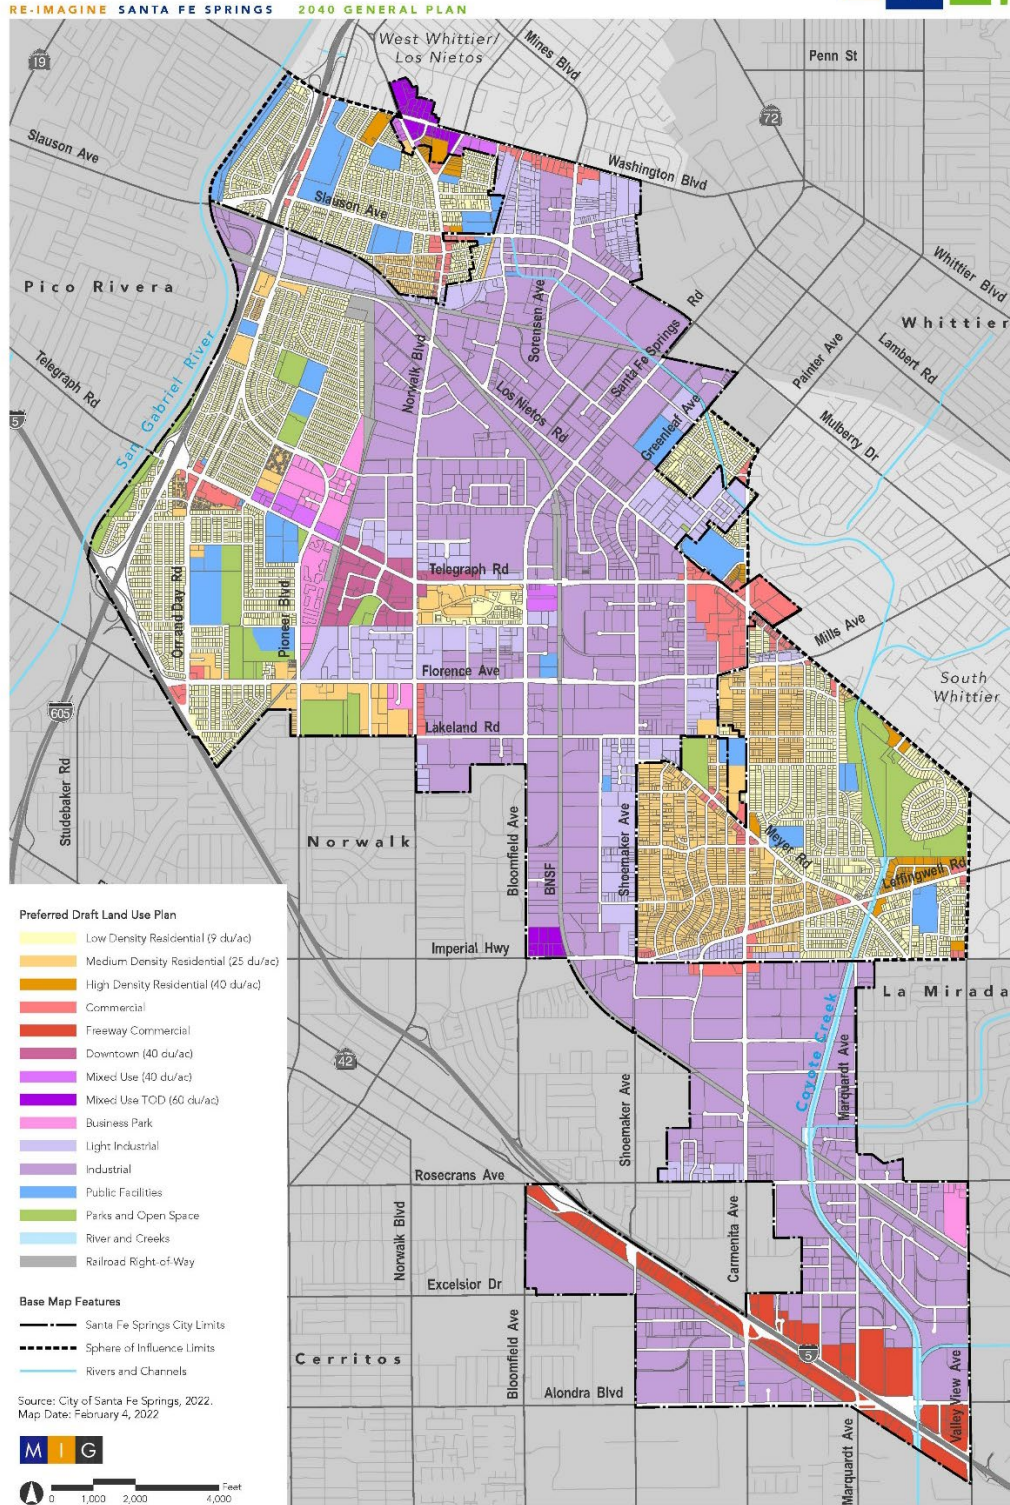 RE-IMAGINE SANTA FE SPRINGS 2040 GENERAL PLAN
West Whittier/
Los Nietos
Mines Blvd
Penn St
19
72
Slauson Ave
Washington Blvd
Slauson Ave
Whittier Blvd
Pico Rivera
Whittier
Rd
Sorensen Ave
Santa Fe Springs
Painter Ave
Lambert Rd
Norwalk Blvd
Telegraph Rd
San Gabriel River
Los Nietos Rd
Greenleaf Ave
Mulberry Dr
5
Telegraph Rd
Orr and Day Rd
Pioneer Blvd
Mills Ave
Florence Ave
South
Whittier
605
Lakeland Rd
Studebaker Rd
Norwalk
Bloomfield Ave
BNSF
Shoemaker Ave
Meyer Rd
Leffingwell Rd
Imperial Hwy
La Mirada
42
Coyote Creek
Marquardt Ave
Shoemaker Ave
Rosecrans Ave
Norwalk Blvd
Carmenita Ave
Excelsior Dr
Cerritos
Bloomfield Ave
5
Alondra Blvd
Valley View Ave
Marquardt Ave
Preferred Draft Land Use Plan
Low Density Residential (9 du/ac)
Medium Density Residential (25 du/ac)
High Density Residential (40 du/ac)
Commercial
Freeway Commercial
Downtown (40 du/ac)
Mixed Use (40 du/ac)
Mixed Use TOD (60 du/ac)
Business Park
Light Industrial
Industrial
Public Facilities
Parks and Open Space
River and Creeks
Railroad Right-of-Way
Base Map Features
Santa Fe Springs City Limits
Sphere of Influence Limits
Rivers and Channels
Source: City of Santa Fe Springs, 2022.
Map Date: February 4, 2022
M I G
Feet
0 1,000 2,000 4,000